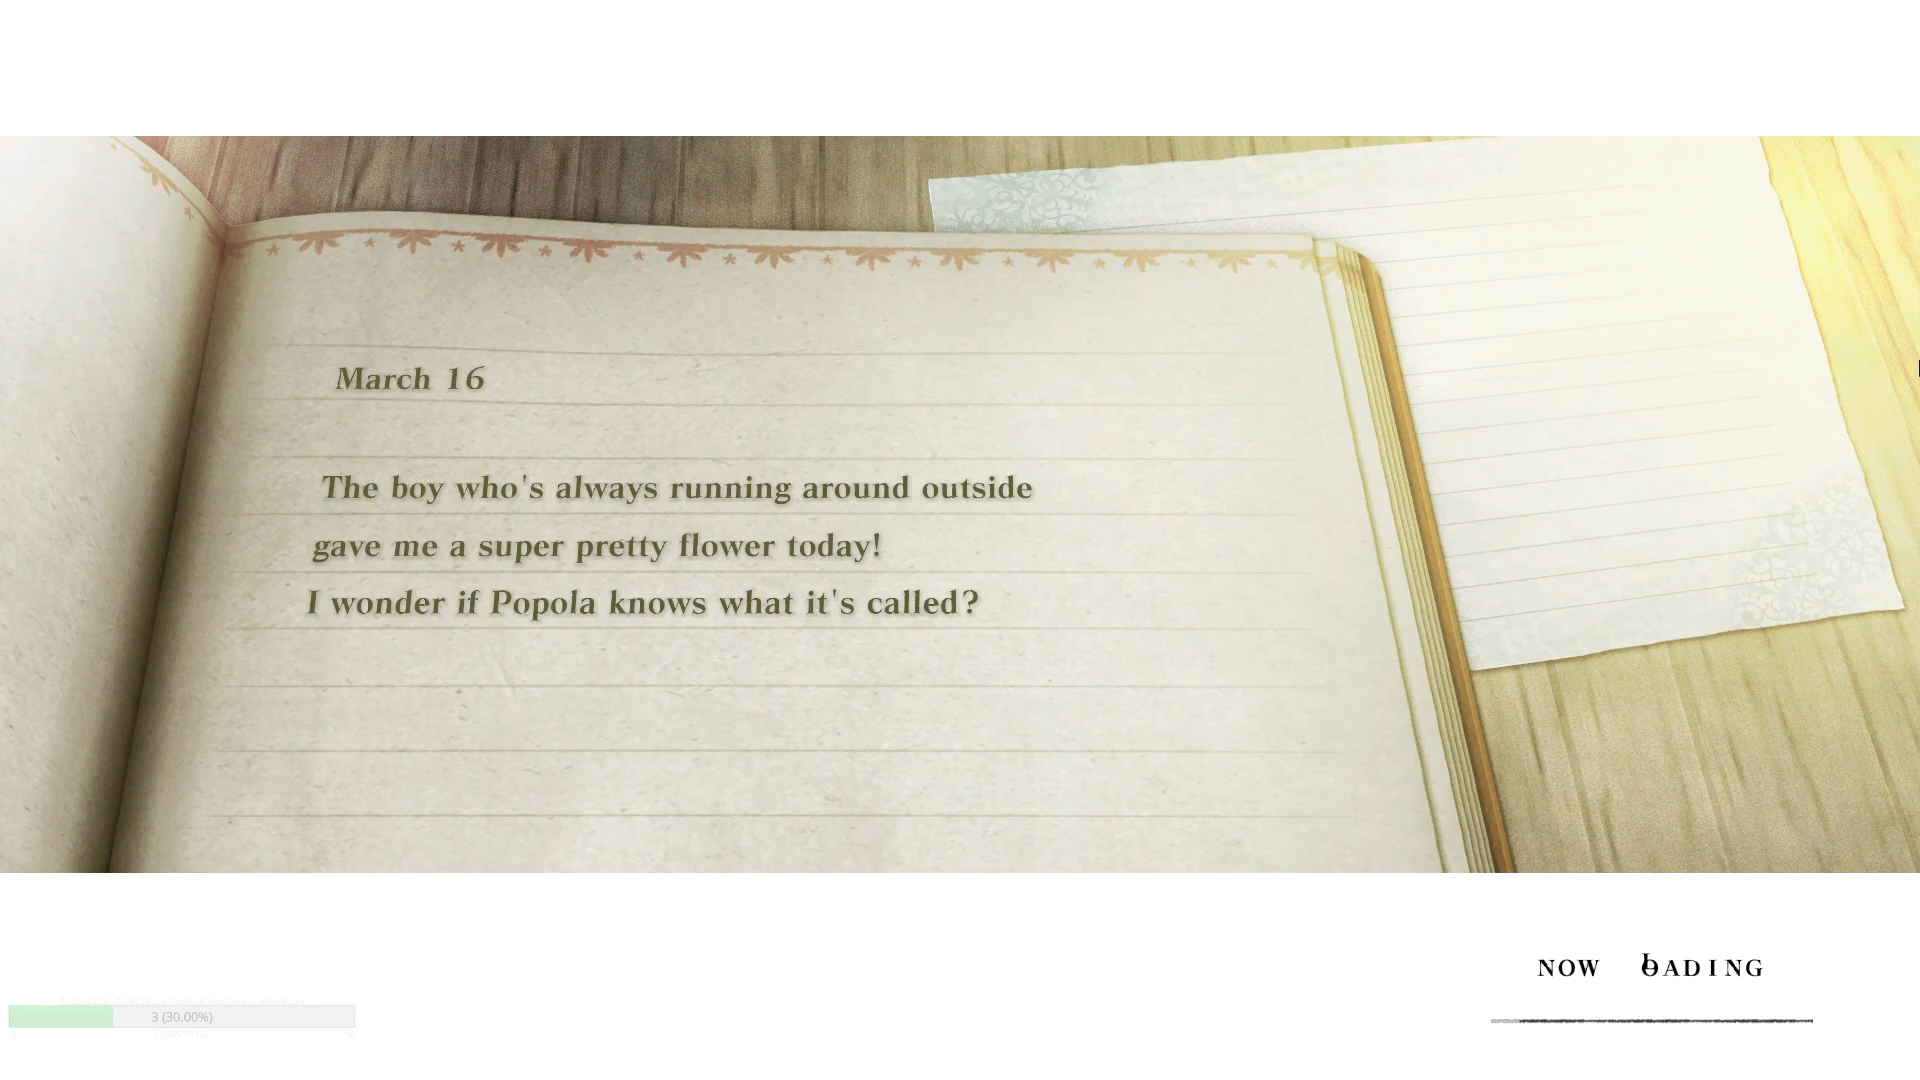 March 16
The boy who's always running around outside
gave me a super pretty flower today!
I wonder if Popola knows what it's called?
NOW LOADING
3 (30.00%)